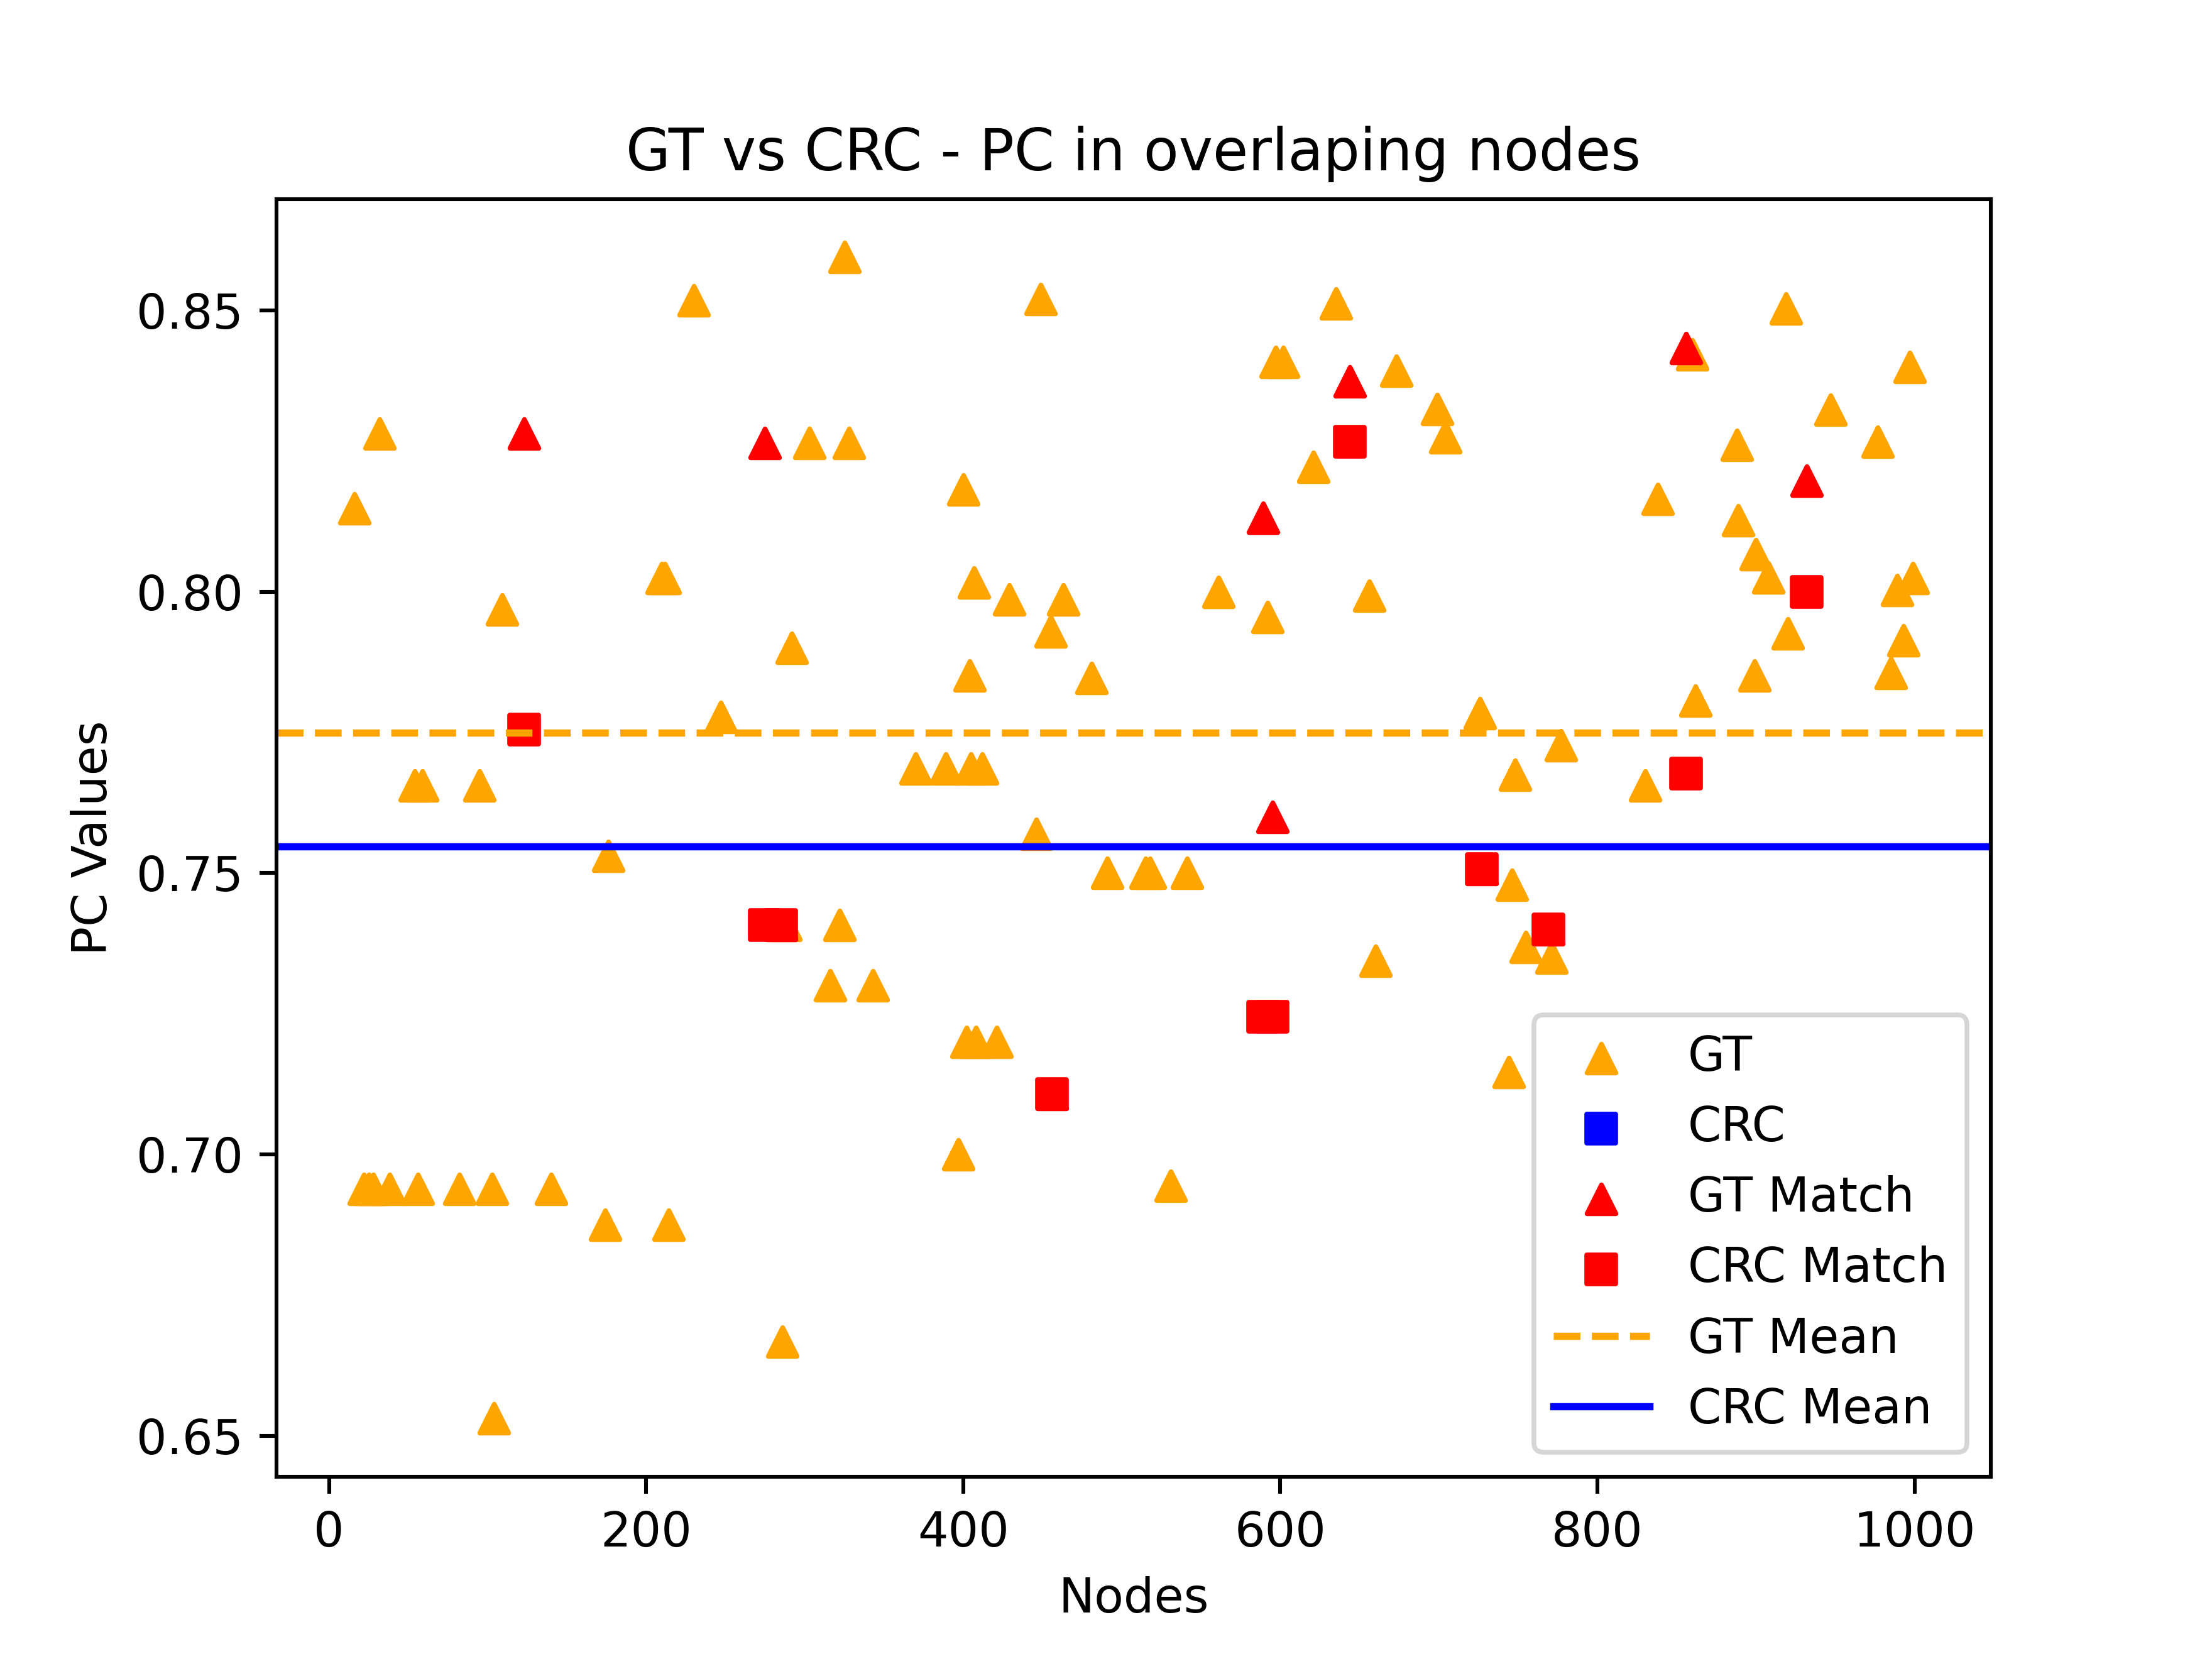 GT vs CRC - PC in overlaping nodes
PC Values
0.85
0.80
0.75
0.70
0.65
GT
CRC
GT Match
CRC Match
GT Mean
CRC Mean
0 200 400 600 800 1000
Nodes